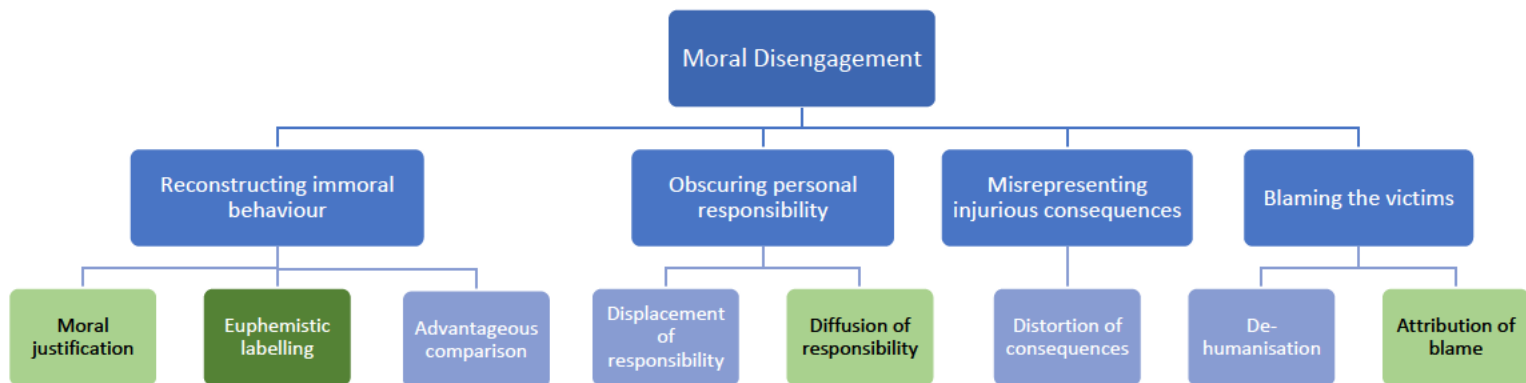 Moral Disengagement
Reconstructing immoral
behaviour
Obscuring personal
responsibility
Misrepresenting
injurious consequences
Blaming the victims
Moral
justification
Euphemistic
labelling
Advantageous
comparison
Displacement
of
responsibility
Diffusion of
responsibility
Distortion of
consequences
De-
humanisation
Attribution of
blame